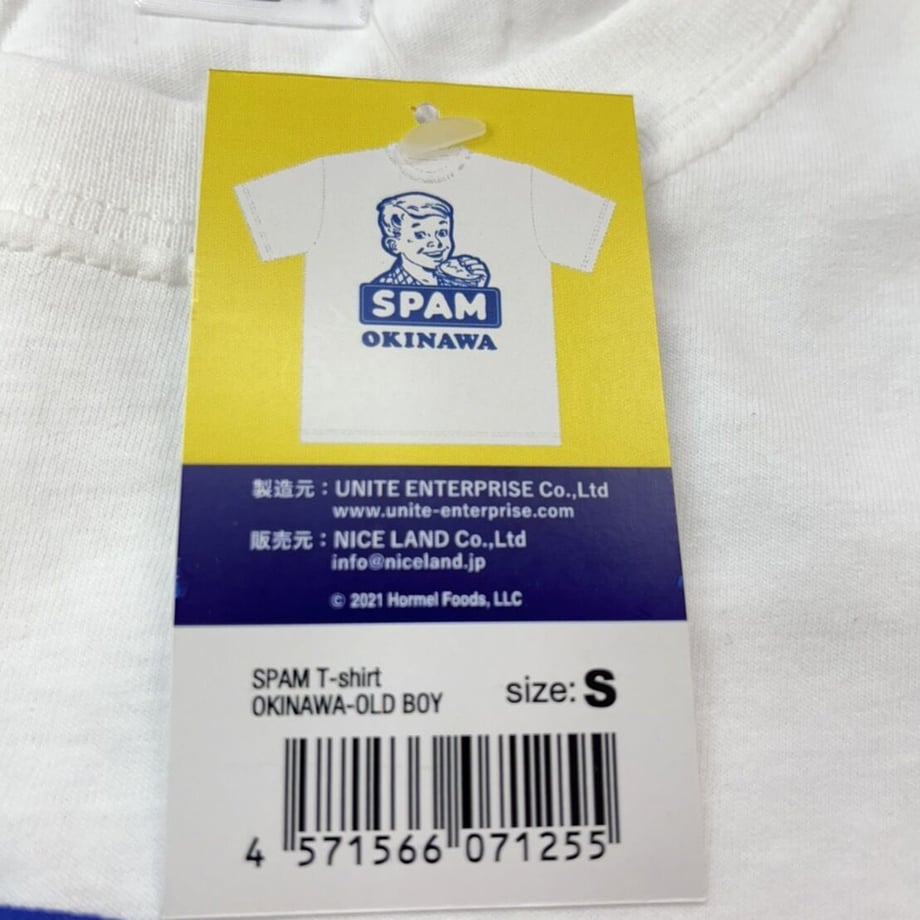 SPAM
OKINAWA
製造元：UNITE ENTERPRISE Co.,Ltd
www.unite-enterprise.com
販売元：NICE LAND Co.,Ltd
info@niceland.jp
© 2021 Hormel Foods, LLC
SPAM T-shirt
OKINAWA-OLD BOY
size: S
4 571566 071255